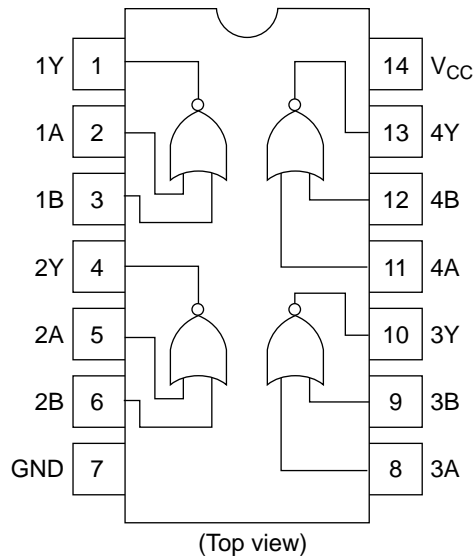 1Y 1 14 VCC
1A 2 13 4Y
1B 3 12 4B
2Y 4 11 4A
2A 5 10 3Y
2B 6 9 3B
GND 7 8 3A
(Top view)